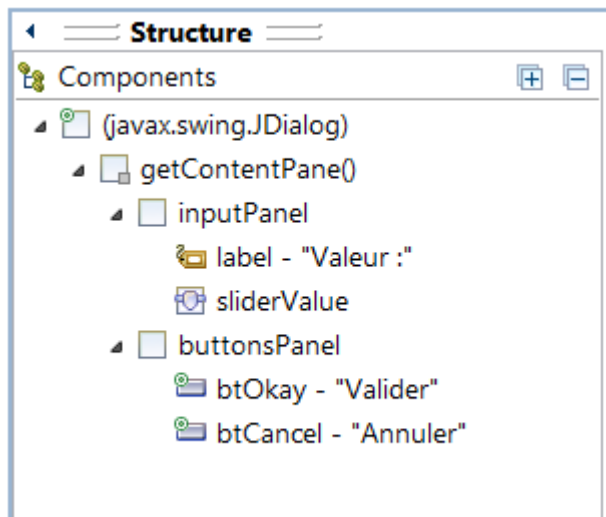 Structure
Components
(javax.swing.JDialog)
getContentPane()
inputPanel
label - "Valeur :"
sliderValue
buttonsPanel
btOkay - "Valider"
btCancel - "Annuler"